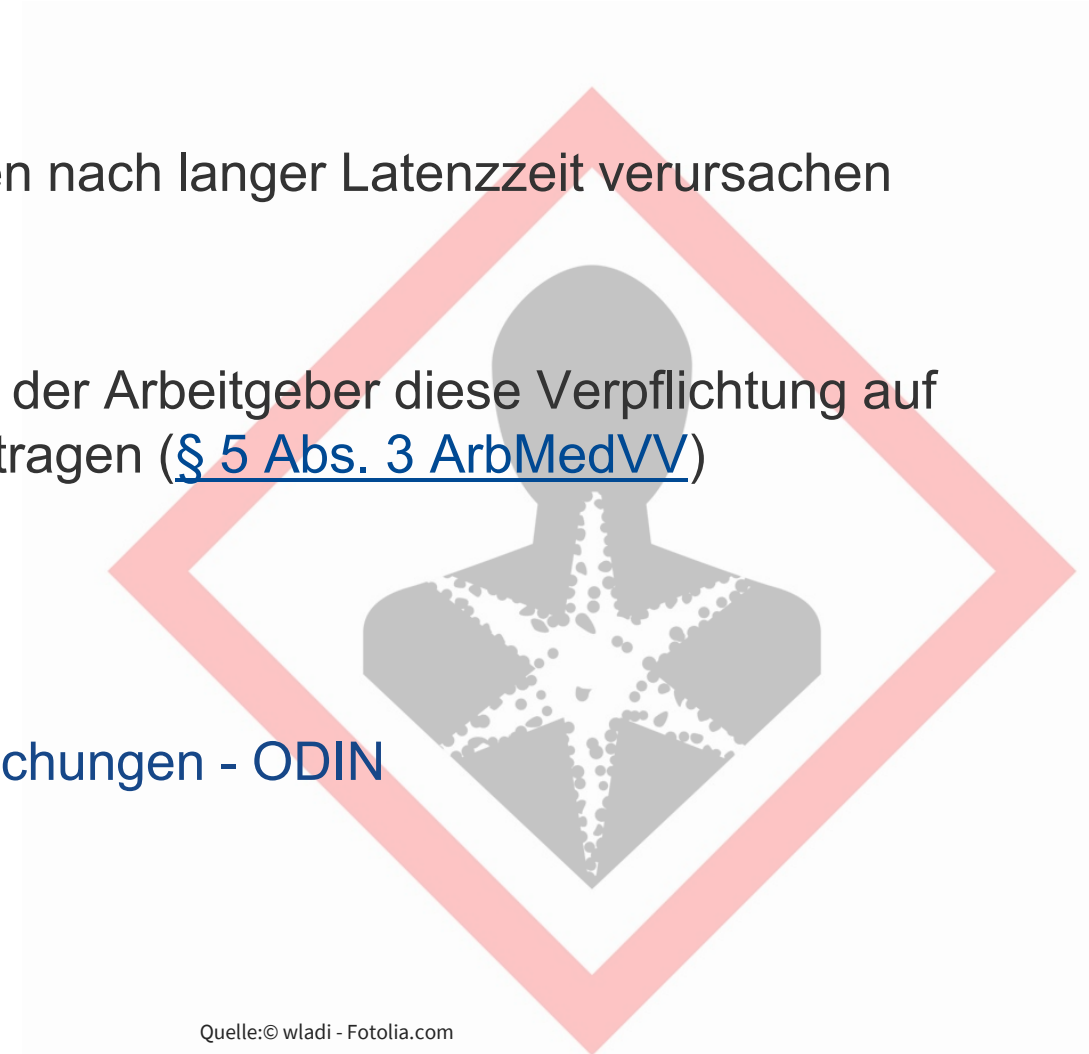 en nach langer Latenzzeit verursachen
der Arbeitgeber diese Verpflichtung auf
tragen (§ 5 Abs. 3 ArbMedVV)
chungen - ODIN
Quelle:© wladi - Fotolia.com